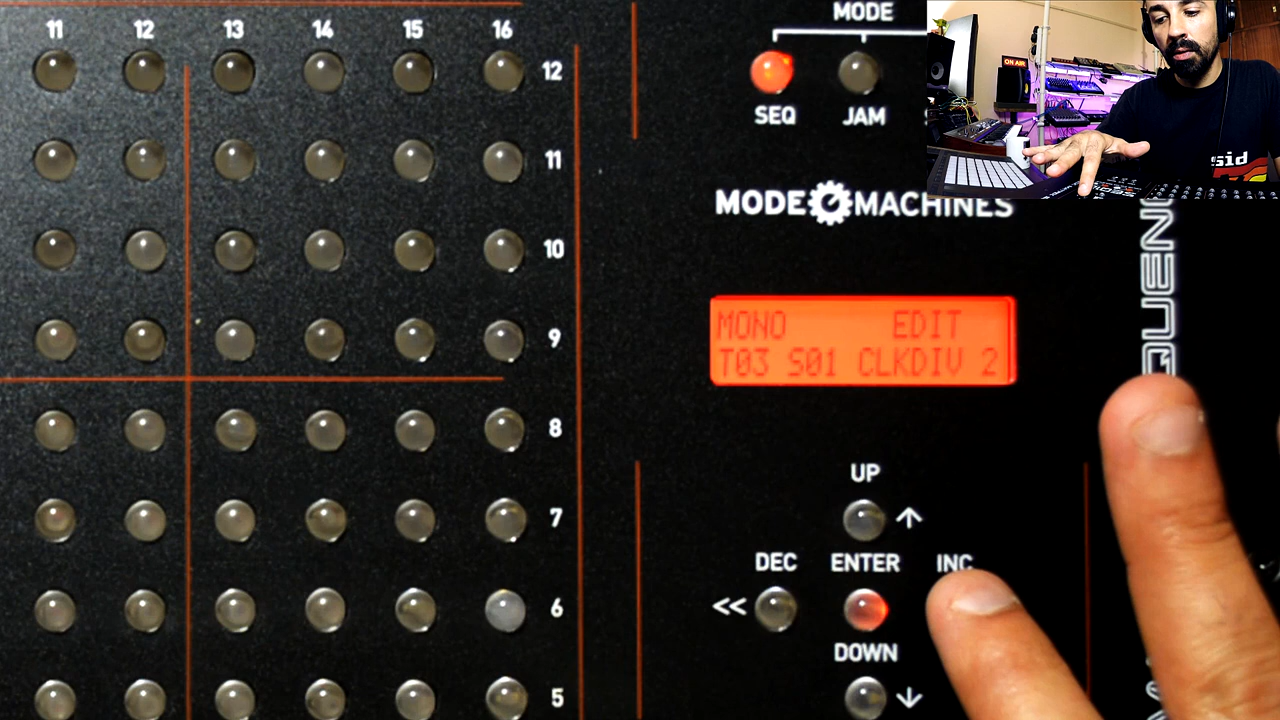 11 12 13 14 15 16
12
11
10
9
8
7
6
5
MODE
SEQ JAM
MODE MACHINES
MONO EDIT
T03 S01 CLKDIV 2
UP
DEC ENTER INC
<<
DOWN
ON AIR
sid
QUENC